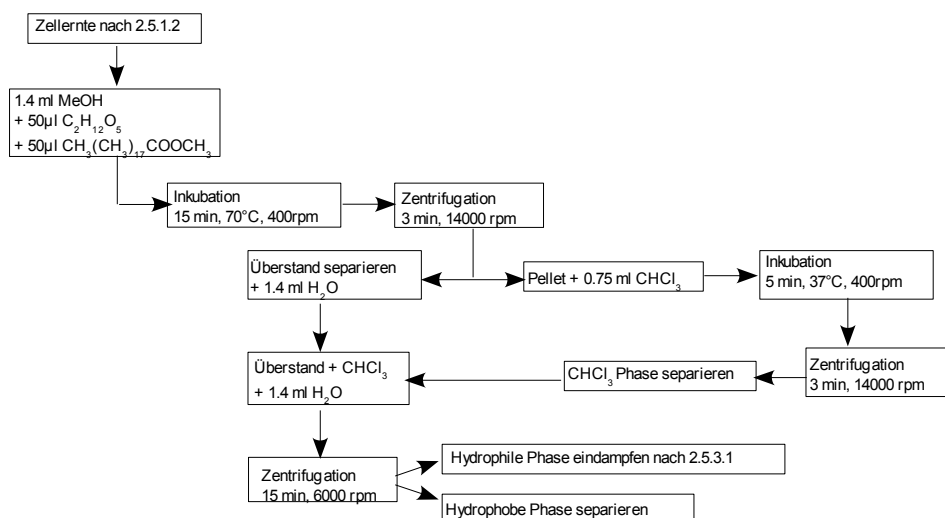 Zellernte nach 2.5.1.2
1.4 ml MeOH
+ 50µl C₂H₁₂O₅
+ 50µl CH₃(CH₃)₁₇COOCH₃
Inkubation
15 min, 70°C, 400rpm
Zentrifugation
3 min, 14000 rpm
Überstand separieren
+ 1.4 ml H₂O
Pellet + 0.75 ml CHCl₃
Inkubation
5 min, 37°C, 400rpm
Zentrifugation
3 min, 14000 rpm
CHCl₃ Phase separieren
Überstand + CHCl₃
+ 1.4 ml H₂O
Zentrifugation
15 min, 6000 rpm
Hydrophile Phase eindampfen nach 2.5.3.1
Hydrophobe Phase separieren